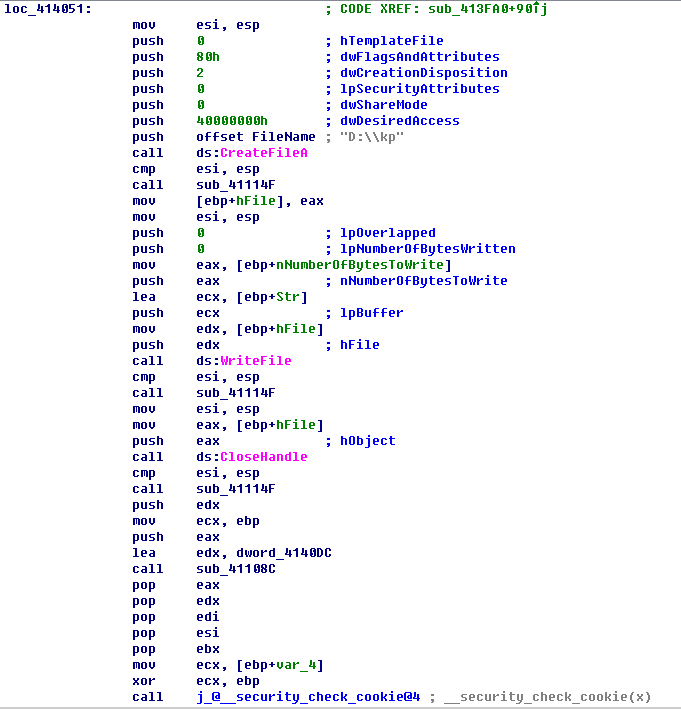 loc_414051: ; CODE XREF: sub_413FA0+90↑j
mov esi, esp
push 0 ; hTemplateFile
push 80h ; dwFlagsAndAttributes
push 2 ; dwCreationDisposition
push 0 ; lpSecurityAttributes
push 0 ; dwShareMode
push 40000000h ; dwDesiredAccess
push offset FileName ; "D:\\kp"
call ds:CreateFileA
cmp esi, esp
call sub_41114F
mov [ebp+hFile], eax
mov esi, esp
push 0 ; lpOverlapped
push 0 ; lpNumberOfBytesWritten
mov eax, [ebp+nNumberOfBytesToWrite]
push eax ; nNumberOfBytesToWrite
lea ecx, [ebp+Str]
push ecx ; lpBuffer
mov edx, [ebp+hFile]
push edx ; hFile
call ds:WriteFile
cmp esi, esp
call sub_41114F
mov esi, esp
mov eax, [ebp+hFile]
push eax ; hObject
call ds:CloseHandle
cmp esi, esp
call sub_41114F
push edx
mov ecx, ebp
push eax
lea edx, dword_4140DC
call sub_41108C
pop eax
pop edx
pop edi
pop esi
pop ebx
mov ecx, [ebp+var_4]
xor ecx, ebp
call j_@__security_check_cookie@4 ; __security_check_cookie(x)